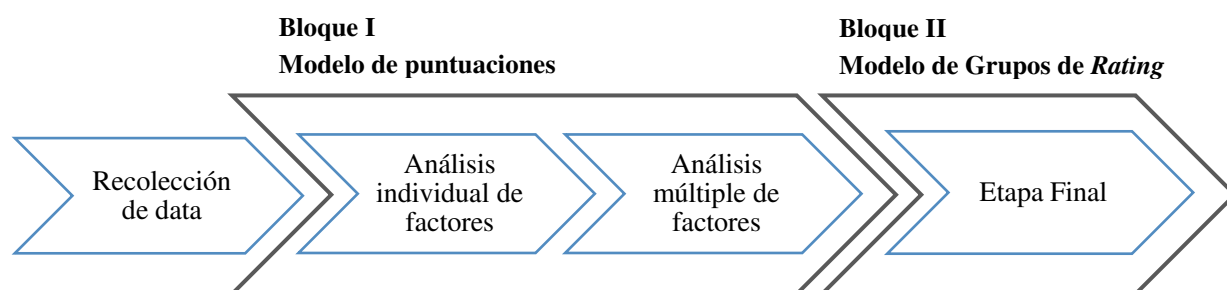 Bloque I
Modelo de puntuaciones
Bloque II
Modelo de Grupos de Rating
Recolección
de data
Análisis
individual de
factores
Análisis
múltiple de
factores
Etapa Final